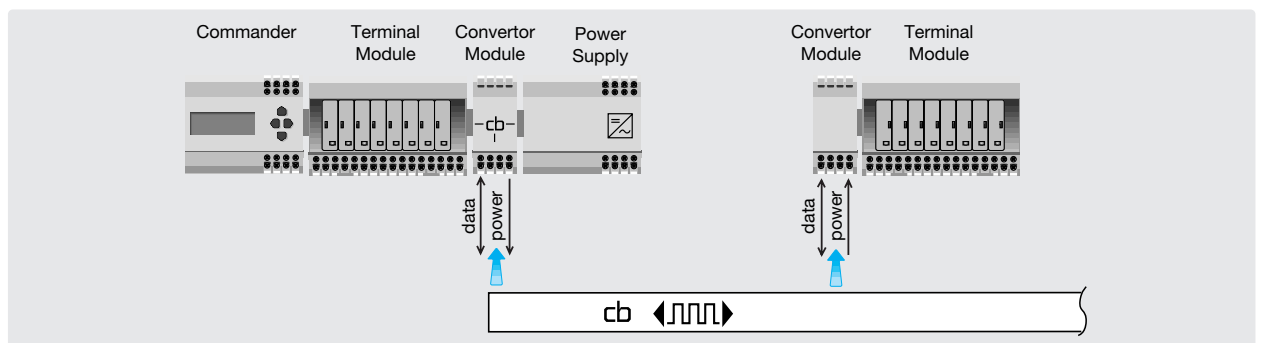 Commander
Terminal
Module
Convertor
Module
Power
Supply
Convertor
Module
Terminal
Module
cb
data
power
data
power
cb